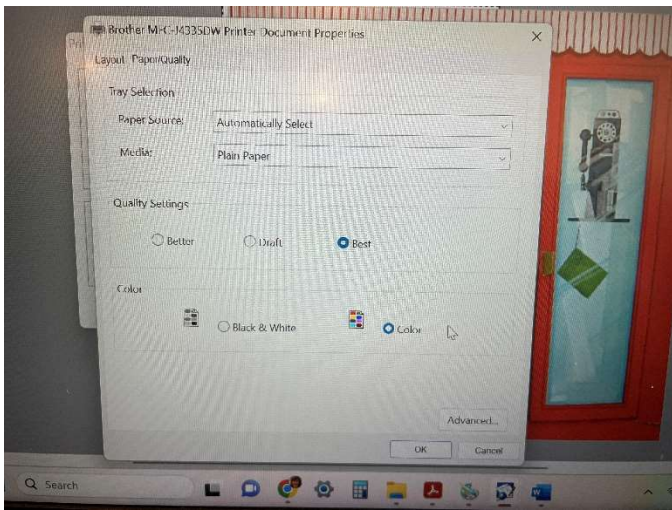 Brother MFC-J4335DW Printer Document Properties
Layout Paper/Quality
Tray Selection
Paper Source: Automatically Select
Media: Plain Paper
Quality Settings
Better Draft Best
Color
Black & White Color
Advanced...
OK Cancel
Search